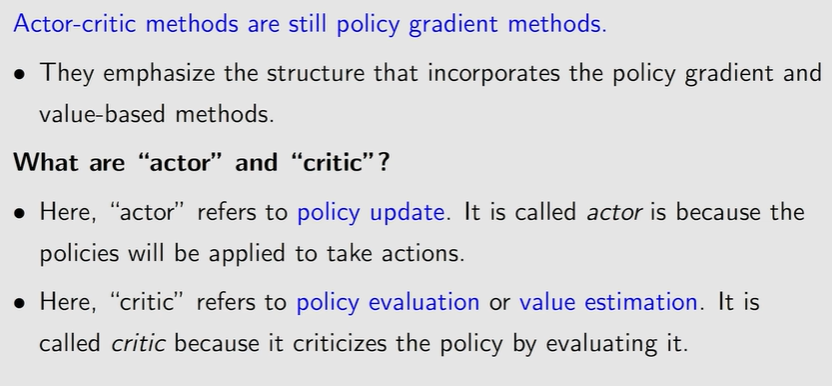 Actor-critic methods are still policy gradient methods.
• They emphasize the structure that incorporates the policy gradient and
value-based methods.
What are “actor” and “critic”?
• Here, “actor” refers to policy update. It is called actor is because the
policies will be applied to take actions.
• Here, “critic” refers to policy evaluation or value estimation. It is
called critic because it criticizes the policy by evaluating it.